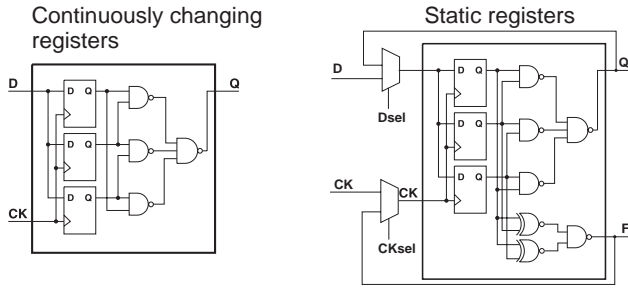 Continuously changing
registers
D
Q
D Q
D Q
D Q
CK
Static registers
D
Q
Dsel
D Q
D Q
D Q
CK
CK
CKsel
F